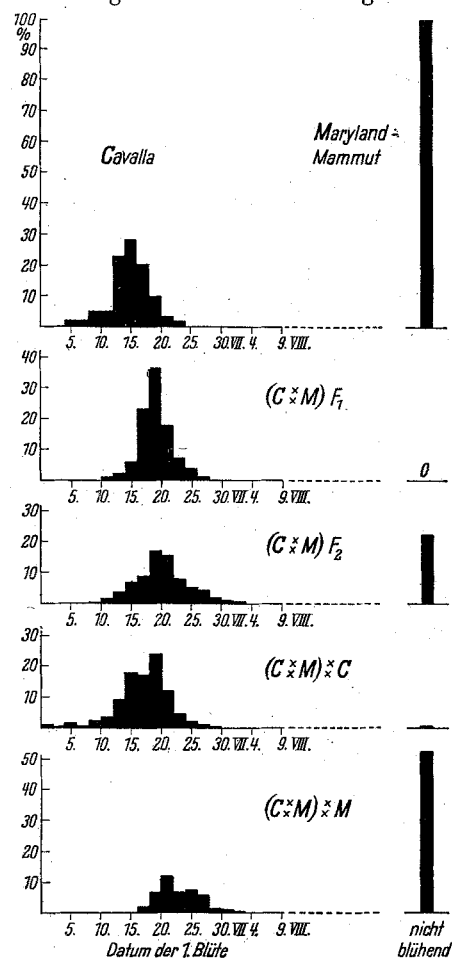 100
%
90
80
70
60
50
40
30
20
10
Cavalla
Maryland-
Mammut
5. 10. 15. 20. 25. 30.VII. 4. 9. VIII.
40
30
20
10
(C × M) F₁
0
5. 10. 15. 20. 25. 30.VII. 4. 9. VIII.
30
20
10
(C × M) F₂
5. 10. 15. 20. 25. 30.VII. 4. 9. VIII.
30
20
10
(C × M) × C
5. 10. 15. 20. 25. 30.VII. 4. 9. VIII.
50
40
30
20
10
(C × M) × M
5. 10. 15. 20. 25. 30.VII. 4. 9. VIII.
nicht
Datum der 1. Blüte
blühend